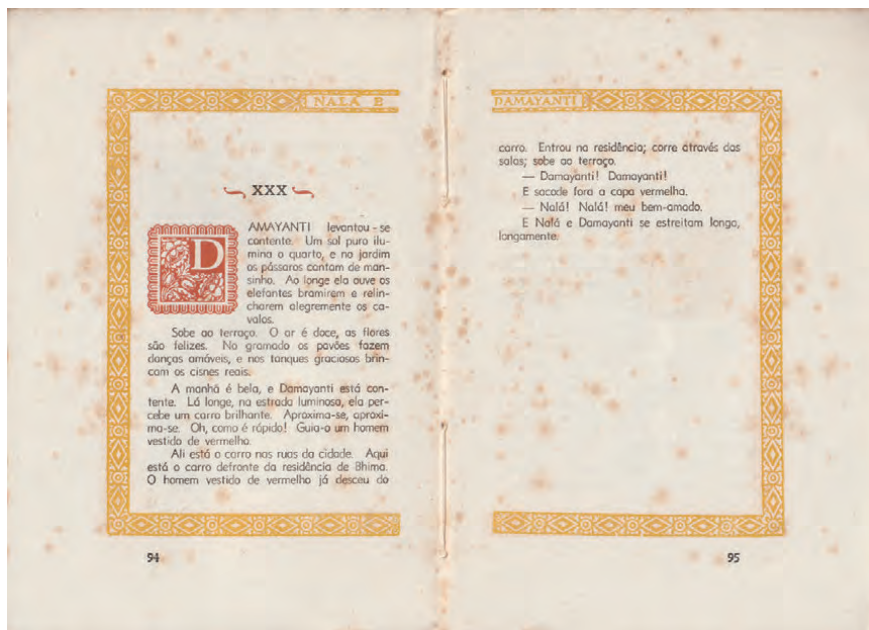 NALÁ E
XXX
DAMAYANTI levantou-se
contente. Um sol puro ilu-
mina o quarto, e no jardim
os pássaros cantam de man-
sinho. Ao longe ela ouve os
elefantes bramirem e relin-
charem alegremente os ca-
valos.
Sobe ao terraço. O ar é doce, as flores
são felizes. No gramado os pavões fazem
danças amáveis, e nos tanques graciosos brin-
cam os cisnes reais.
A manhã é bela, e Damayanti está con-
tente. Lá longe, na estrada luminosa, ela per-
cebe um carro brilhante. Aproxima-se, aproxi-
ma-se. Oh, como é rápido! Guia-o um homem
vestido de vermelho.
Ali está o carro nas ruas da cidade. Aqui
está o carro defronte da residência de Bhima.
O homem vestido de vermelho já desceu do
94
DAMAYANTI
carro. Entrou na residência; corre através das
salas; sobe ao terraço.
— Damayanti! Damayanti!
E sacode fora a capa vermelha.
— Nalá! Nalá! meu bem-amado.
E Nalá e Damayanti se estreitam longa,
longamente.
95